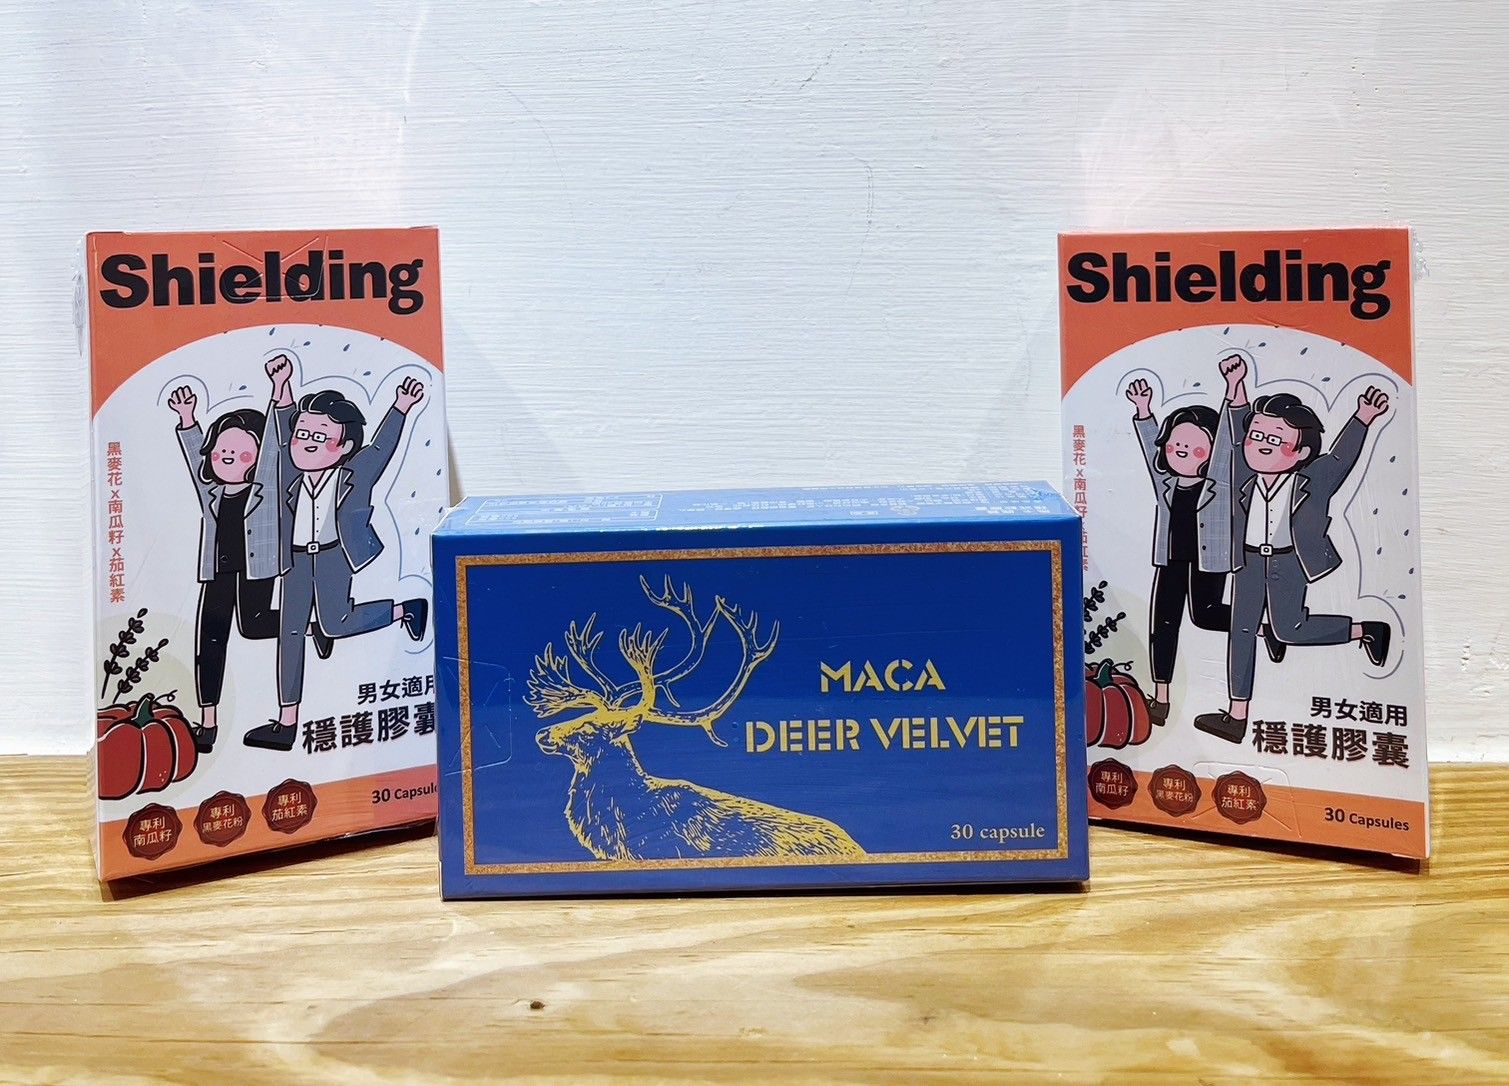 Shielding
黑麥花x南瓜籽x茄紅素
男女適用
穩護膠囊
專利
南瓜籽
專利
黑麥花粉
專利
茄紅素
30 Capsule
MACA
DEER VELVET
30 capsule
Shielding
黑麥花x南瓜籽x茄紅素
男女適用
穩護膠囊
專利
南瓜籽
專利
黑麥花粉
專利
茄紅素
30 Capsules